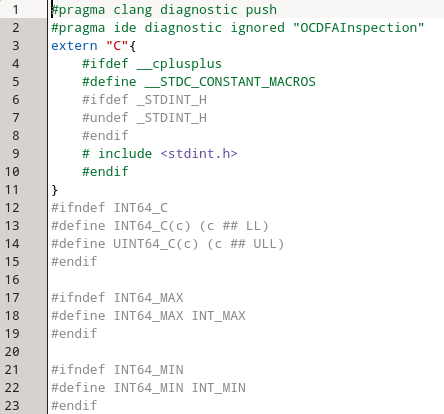 1 #pragma clang diagnostic push
2 #pragma ide diagnostic ignored "OCDFAInspection"
3 extern "C"{
4     #ifdef __cplusplus
5     #define __STDC_CONSTANT_MACROS
6     #ifdef _STDINT_H
7     #undef _STDINT_H
8     #endif
9     # include <stdint.h>
10     #endif
11 }
12 #ifndef INT64_C
13 #define INT64_C(c) (c ## LL)
14 #define UINT64_C(c) (c ## ULL)
15 #endif
16
17 #ifndef INT64_MAX
18 #define INT64_MAX INT_MAX
19 #endif
20
21 #ifndef INT64_MIN
22 #define INT64_MIN INT_MIN
23 #endif